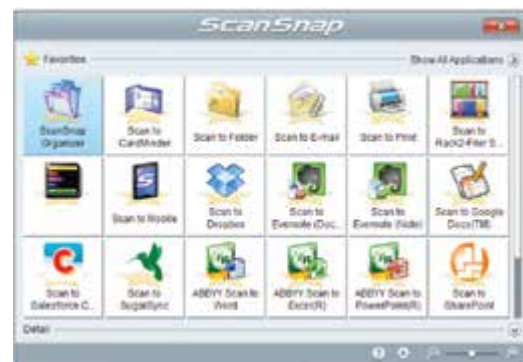 ScanSnap
Favorites
Show All Applications
ScanSnap Organizer
Scan to CardMinder
Scan to Folder
Scan to E-mail
Scan to Print
Scan to Rack2-Filer S...
Scan to Mobile
Scan to Dropbox
Scan to Evernote (Doc...
Scan to Evernote (Note)
Scan to Google Docs(TM)
Scan to Salesforce C...
Scan to SugarSync
ABBYY Scan to Word
ABBYY Scan to Excel(R)
ABBYY Scan to PowerPoint(R)
Scan to SharePoint
Detail